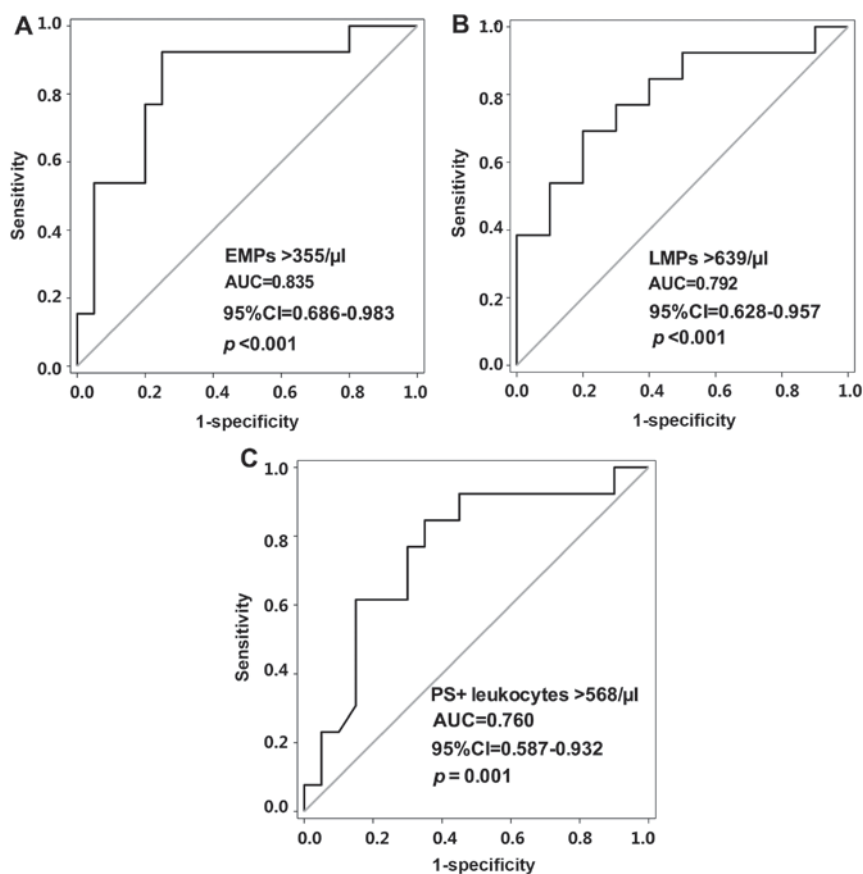 A
1.0
0.8
0.6
0.4
0.2
0.0
Sensitivity
EMPs >355/µl
AUC=0.835
95%CI=0.686-0.983
p <0.001
0.0 0.2 0.4 0.6 0.8 1.0
1-specificity
B
1.0
0.8
0.6
0.4
0.2
0.0
Sensitivity
LMPs >639/µl
AUC=0.792
95%CI=0.628-0.957
p <0.001
0.0 0.2 0.4 0.6 0.8 1.0
1-specificity
C
1.0
0.8
0.6
0.4
0.2
0.0
Sensitivity
PS+ leukocytes >568/µl
AUC=0.760
95%CI=0.587-0.932
p = 0.001
0.0 0.2 0.4 0.6 0.8 1.0
1-specificity